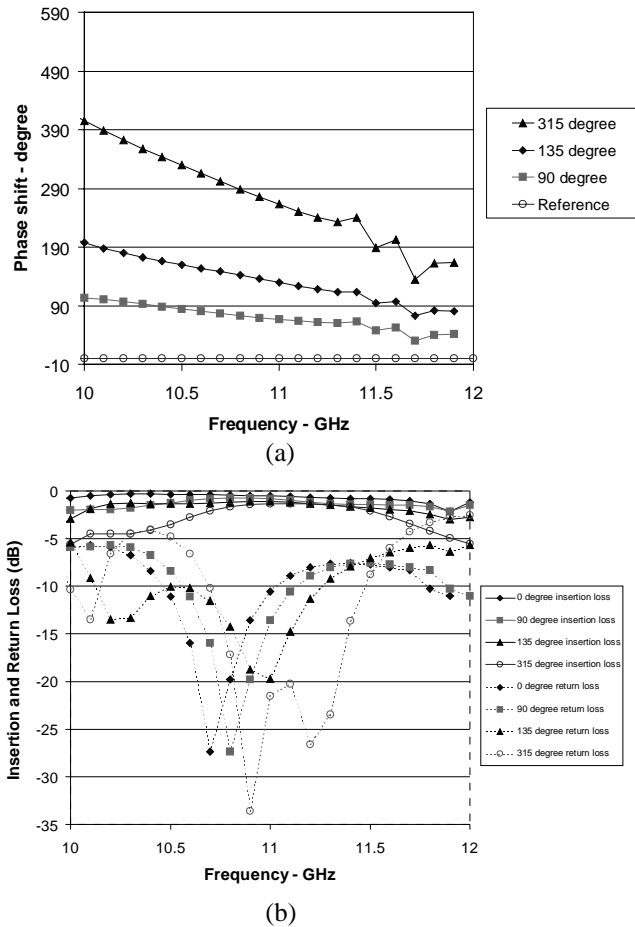 590
490
390
290
190
90
-10
Phase shift - degree
10
10.5
11
11.5
12
Frequency - GHz
315 degree
135 degree
90 degree
Reference
(a)
0
-5
-10
-15
-20
-25
-30
-35
Insertion and Return Loss (dB)
10
10.5
11
11.5
12
Frequency - GHz
0 degree insertion loss
90 degree insertion loss
135 degree insertion loss
315 degree insertion loss
0 degree return loss
90 degree return loss
135 degree return loss
315 degree return loss
(b)